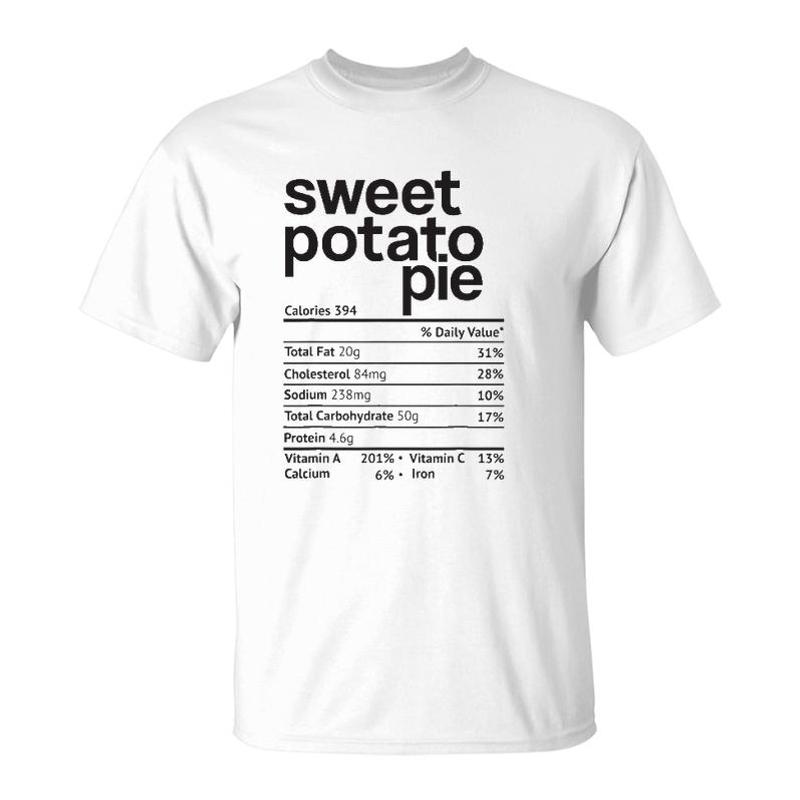 sweet
potato
pie
Calories 394
% Daily Value*
Total Fat 20g 31%
Cholesterol 84mg 28%
Sodium 238mg 10%
Total Carbohydrate 50g 17%
Protein 4.6g
Vitamin A 201% • Vitamin C 13%
Calcium 6% • Iron 7%